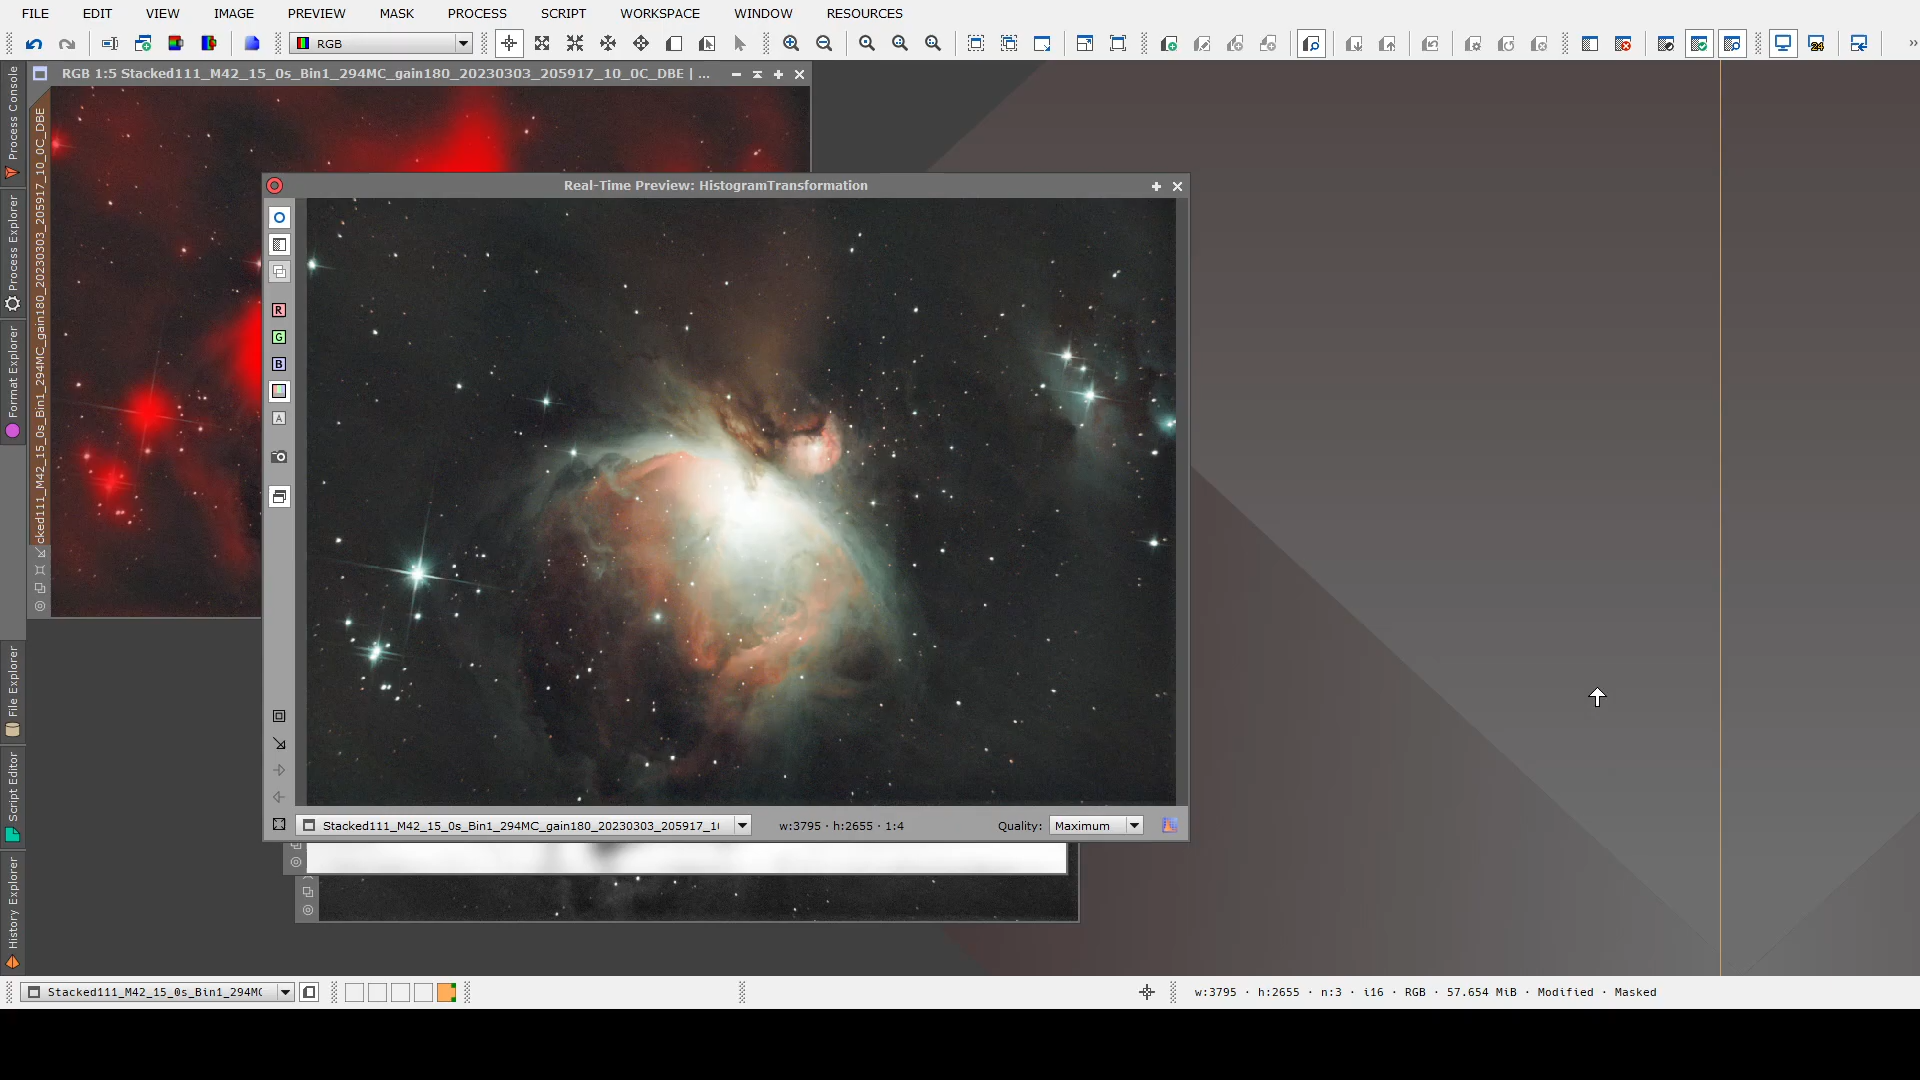 FILE EDIT VIEW IMAGE PREVIEW MASK PROCESS SCRIPT WORKSPACE WINDOW RESOURCES
RGB
24
»
RGB 1:5 Stacked111_M42_15_0s_Bin1_294MC_gain180_20230303_205917_10_0C_DBE | ...
Process Console
Process Explorer
Format Explorer
File Explorer
Script Editor
History Explorer
cked111_M42_15_0s_Bin1_294MC_gain180_20230303_205917_10_0C_DBE
Real-Time Preview: HistogramTransformation
R
G
B
A
Stacked111_M42_15_0s_Bin1_294MC_gain180_20230303_205917_1
w:3795 · h:2655 · 1:4
Quality: Maximum
Stacked111_M42_15_0s_Bin1_294MC
w:3795 · h:2655 · n:3 · i16 · RGB · 57.654 MiB · Modified · Masked